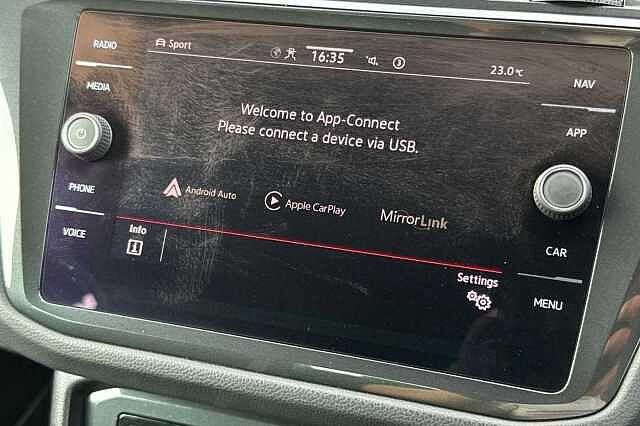 RADIO
Sport
16:35
3
23.0°C
NAV
MEDIA
Welcome to App-Connect
Please connect a device via USB.
APP
PHONE
Android Auto
Apple CarPlay
MirrorLink
VOICE
Info
CAR
Settings
MENU